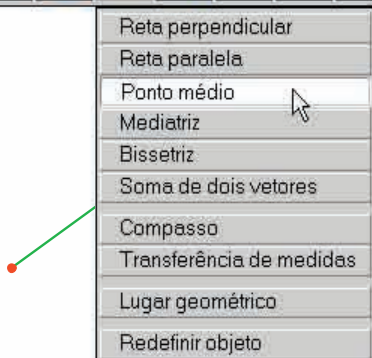 Reta perpendicular
Reta paralela
Ponto médio
Mediatriz
Bissetriz
Soma de dois vetores
Compasso
Transferência de medidas
Lugar geométrico
Redefinir objeto